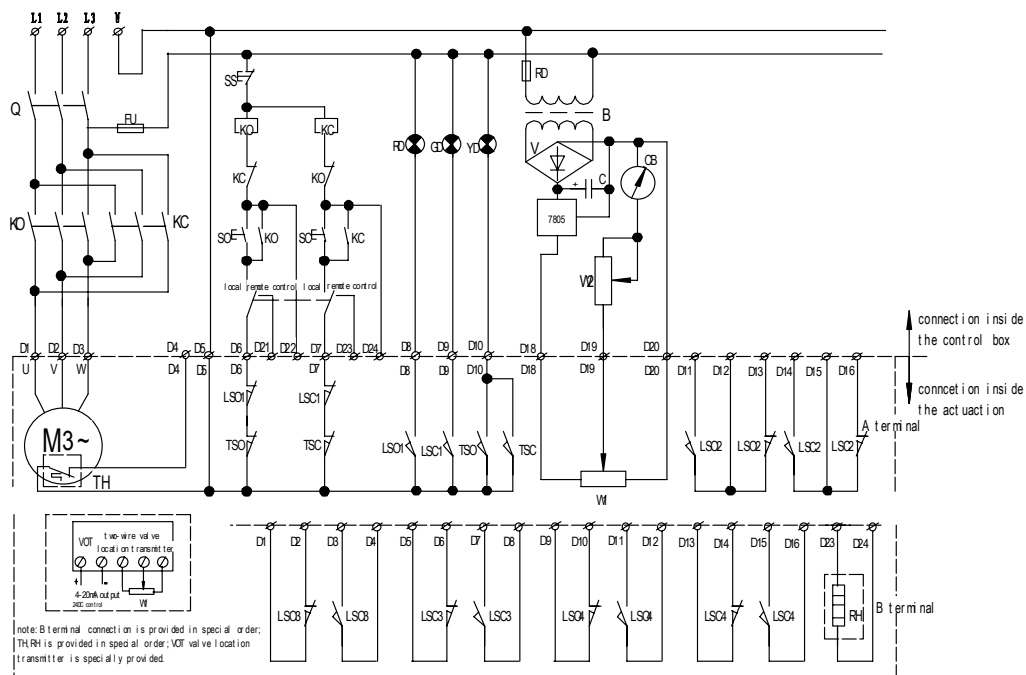 L1 L2 L3 W
Q
FU
KO
KC
SS
KO
KC
KC
KO
SO
KO
SO
KC
local remote control
local remote control
RD
GD
YD
RD
B
V
+
C
CB
7805
W2
connection inside
the control box
D1 D2 D3 D4 D5 D6 D21 D22 D7 D23 D24 D8 D9 D10 D18 D19 D20
U V W D4 D5 D6 D7 D8 D9 D10 D18 D19 D20 D11 D12 D13 D14 D15 D16
conncetion inside
the actuaction
M3~
TH
LSO1
TSO
LSC1
TSC
LSO1
LSC1
TSO
TSC
W1
LSO2
LSO2
LSC2
LSC2
A terminal
D1 D2 D3 D4 D5 D6 D7 D8 D9 D10 D11 D12 D13 D14 D15 D16 D23 D24
LSO3
LSO3
LSC3
LSC3
LSO4
LSO4
LSC4
LSC4
RH
B terminal
VOT
two-wire valve
location transmitter
+
-
4-20mA output
24DC control
W1
note: B terminal connection is provided in special order;
TH,RH is provided in special order; VOT valve location
transmitter is specially provided.